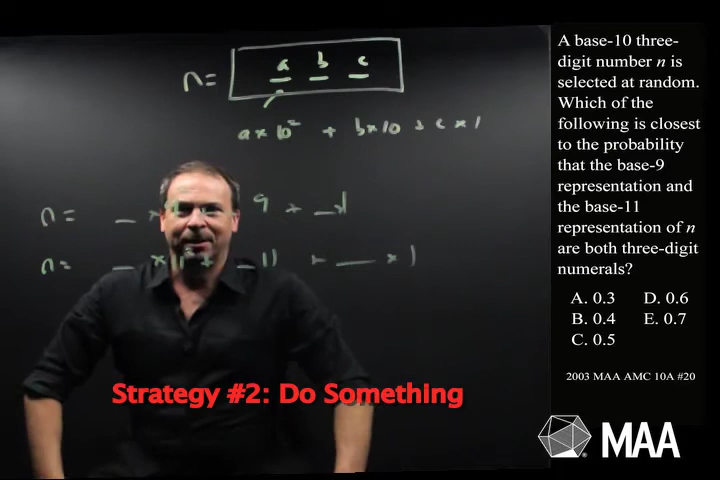 n=
a b c
a × 10² + b × 10 + c × 1
n= _ × 9 + _ × 1
n= _ × 11² + _ 11 + _ × 1
Strategy #2: Do Something
A base-10 three-
digit number n is
selected at random.
Which of the
following is closest
to the probability
that the base-9
representation and
the base-11
representation of n
are both three-digit
numerals?
A. 0.3 D. 0.6
B. 0.4 E. 0.7
C. 0.5
2003 MAA AMC 10A #20
MAA